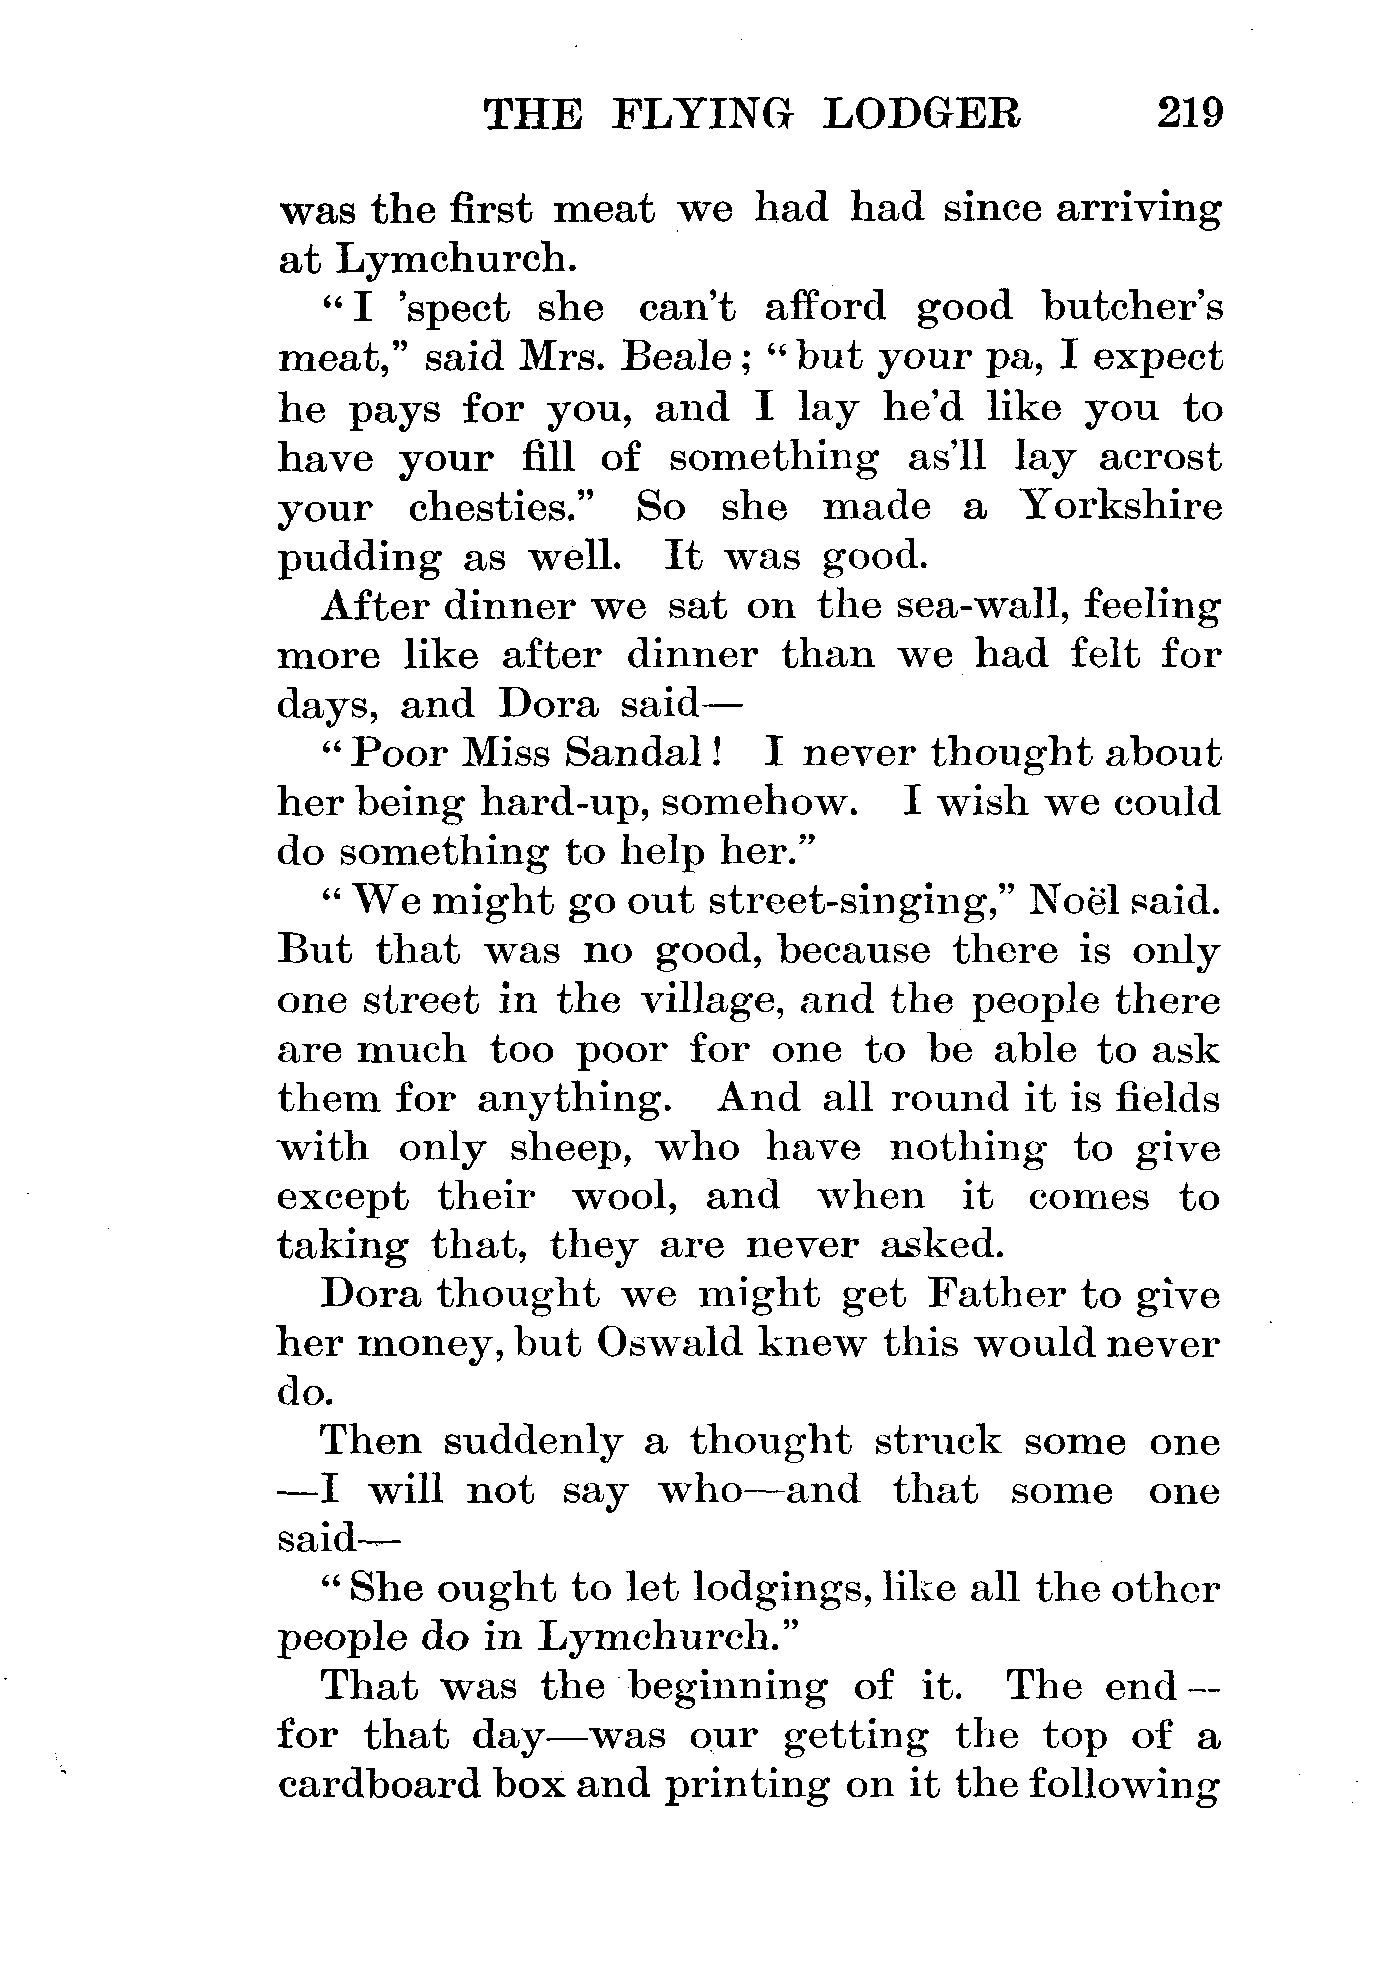 THE FLYING LODGER 219
was the first meat we had had since arriving
at Lymchurch.
“I ’spect she can’t afford good butcher’s
meat,” said Mrs. Beale; “but your pa, I expect
he pays for you, and I lay he’d like you to
have your fill of something as’ll lay acrost
your chesties.” So she made a Yorkshire
pudding as well. It was good.
After dinner we sat on the sea-wall, feeling
more like after dinner than we had felt for
days, and Dora said—
“Poor Miss Sandal! I never thought about
her being hard-up, somehow. I wish we could
do something to help her.”
“We might go out street-singing,” Noël said.
But that was no good, because there is only
one street in the village, and the people there
are much too poor for one to be able to ask
them for anything. And all round it is fields
with only sheep, who have nothing to give
except their wool, and when it comes to
taking that, they are never asked.
Dora thought we might get Father to give
her money, but Oswald knew this would never
do.
Then suddenly a thought struck some one
—I will not say who—and that some one
said—
“She ought to let lodgings, like all the other
people do in Lymchurch.”
That was the beginning of it. The end—
for that day—was our getting the top of a
cardboard box and printing on it the following